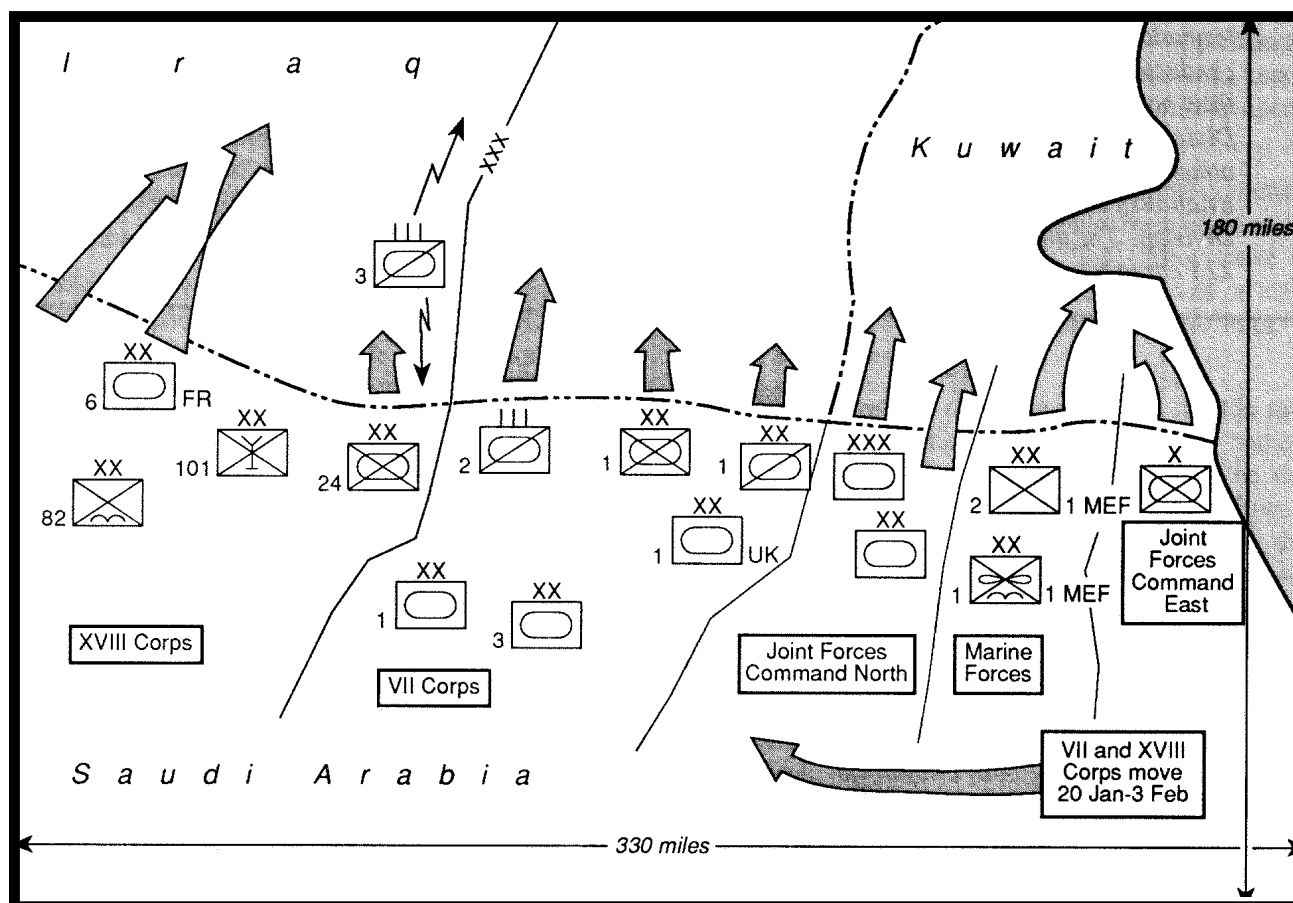 I r a q
K u w a i t
XXX
180 miles
III
3
XX
6 FR
XX
101
XX
82
XX
24
III
2
XX
1
XX
1
XXX
XX
2 1 MEF
X
XX
1 UK
XX
XX
1 1 MEF
Joint
Forces
Command
East
XX
1
XX
3
XVIII Corps
VII Corps
Joint Forces
Command North
Marine
Forces
S a u d i A r a b i a
VII and XVIII
Corps move
20 Jan-3 Feb
330 miles